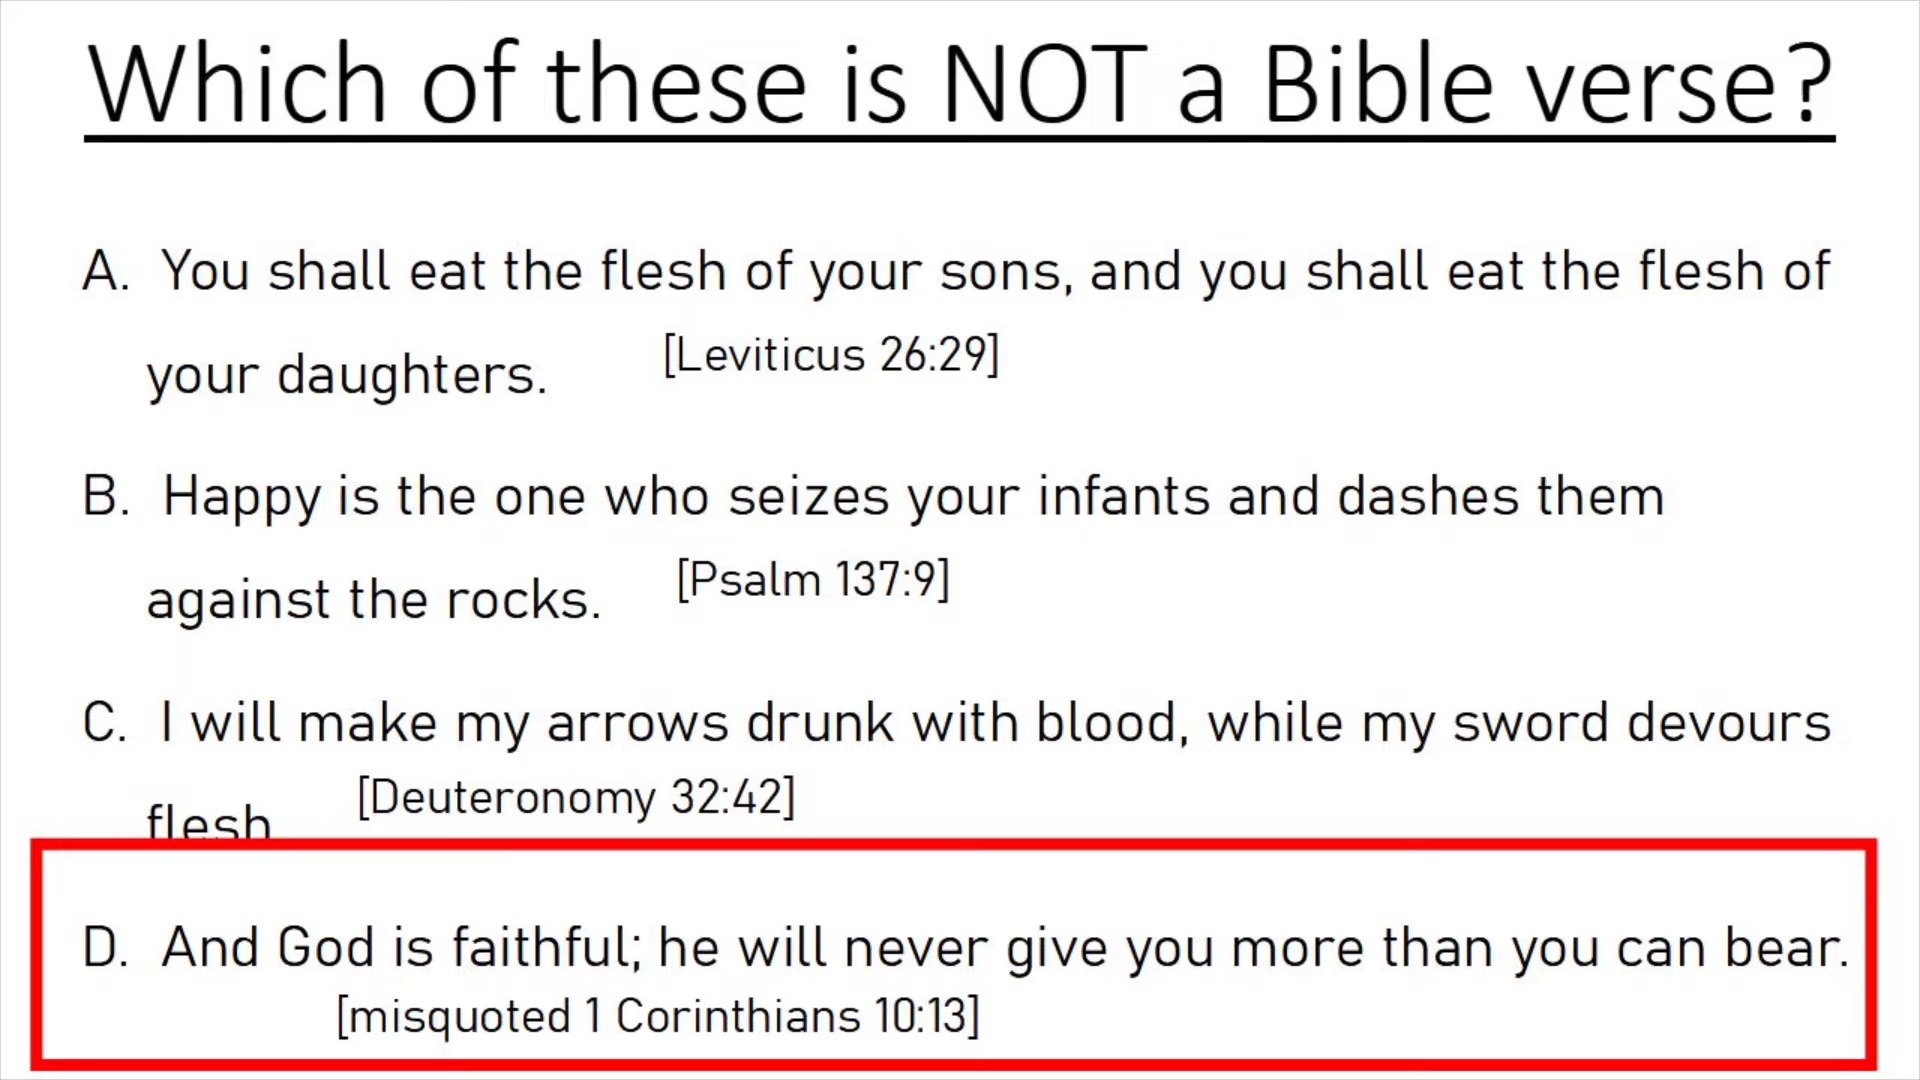 Which of these is NOT a Bible verse?
A. You shall eat the flesh of your sons, and you shall eat the flesh of
your daughters. [Leviticus 26:29]
B. Happy is the one who seizes your infants and dashes them
against the rocks. [Psalm 137:9]
C. I will make my arrows drunk with blood, while my sword devours
flesh [Deuteronomy 32:42]
D. And God is faithful; he will never give you more than you can bear.
[misquoted 1 Corinthians 10:13]